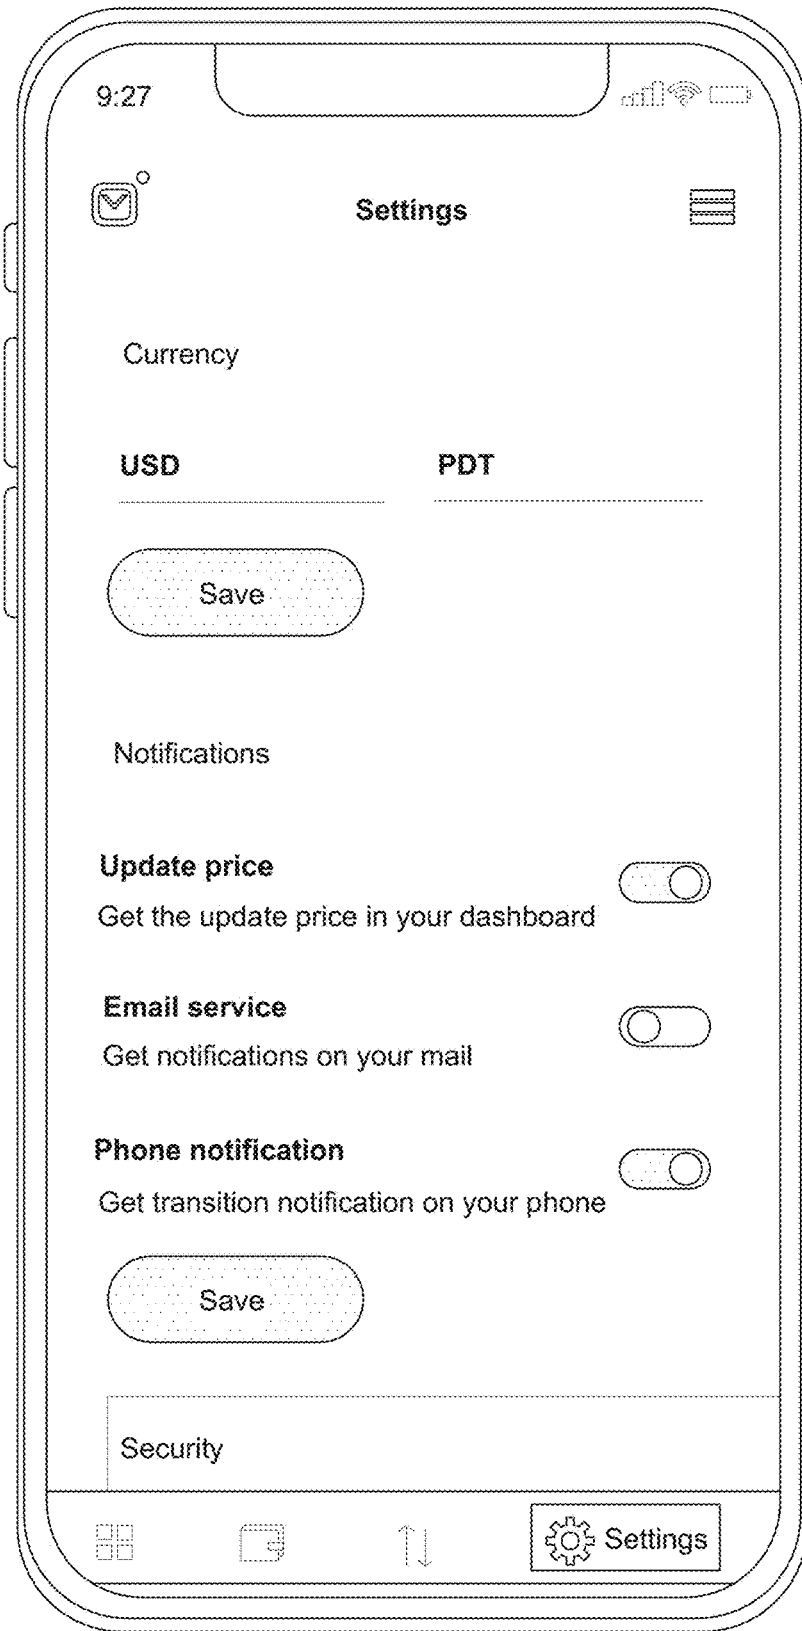 9:27
Settings
Currency
USD PDT
Save
Notifications
Update price
Get the update price in your dashboard
Email service
Get notifications on your mail
Phone notification
Get transition notification on your phone
Save
Security
Settings